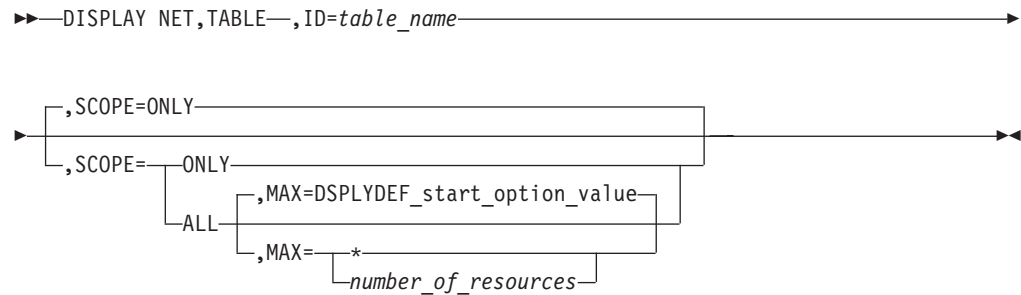 DISPLAY NET,TABLE ,ID=table_name
,SCOPE=ONLY
,SCOPE= ONLY
,MAX=DSPLYDEF_start_option_value
ALL
,MAX= *
number_of_resources